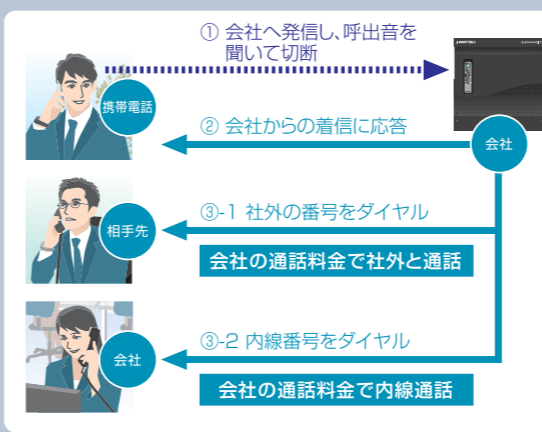 ① 会社へ発信し、呼出音を
聞いて切断
携帯電話
② 会社からの着信に応答
会社
③-1 社外の番号をダイヤル
相手先
会社の通話料金で社外と通話
③-2 内線番号をダイヤル
会社
会社の通話料金で内線通話